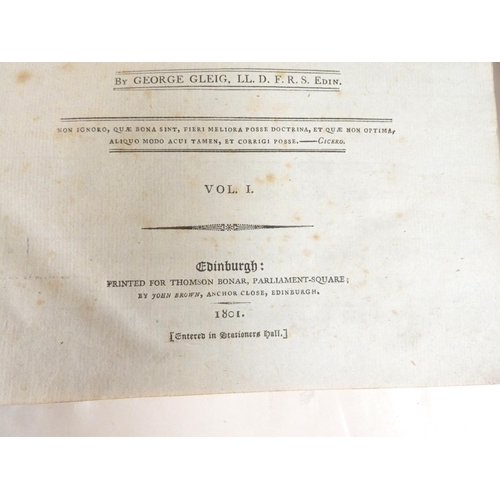 BY GEORGE GLEIG, LL. D. F. R. S. EDIN.
NON IGNORO, QUÆ BONA SINT, FIERI MELIORA POSSE DOCTRINA, ET QUÆ NON OPTIMA,
ALIQUO MODO ACUI TAMEN, ET CORRIGI POSSE.——CICERO.
VOL. I.
Edinburgh:
PRINTED FOR THOMSON BONAR, PARLIAMENT-SQUARE;
BY JOHN BROWN, ANCHOR CLOSE, EDINBURGH.
1801.
[Entered in Stationers Hall.]